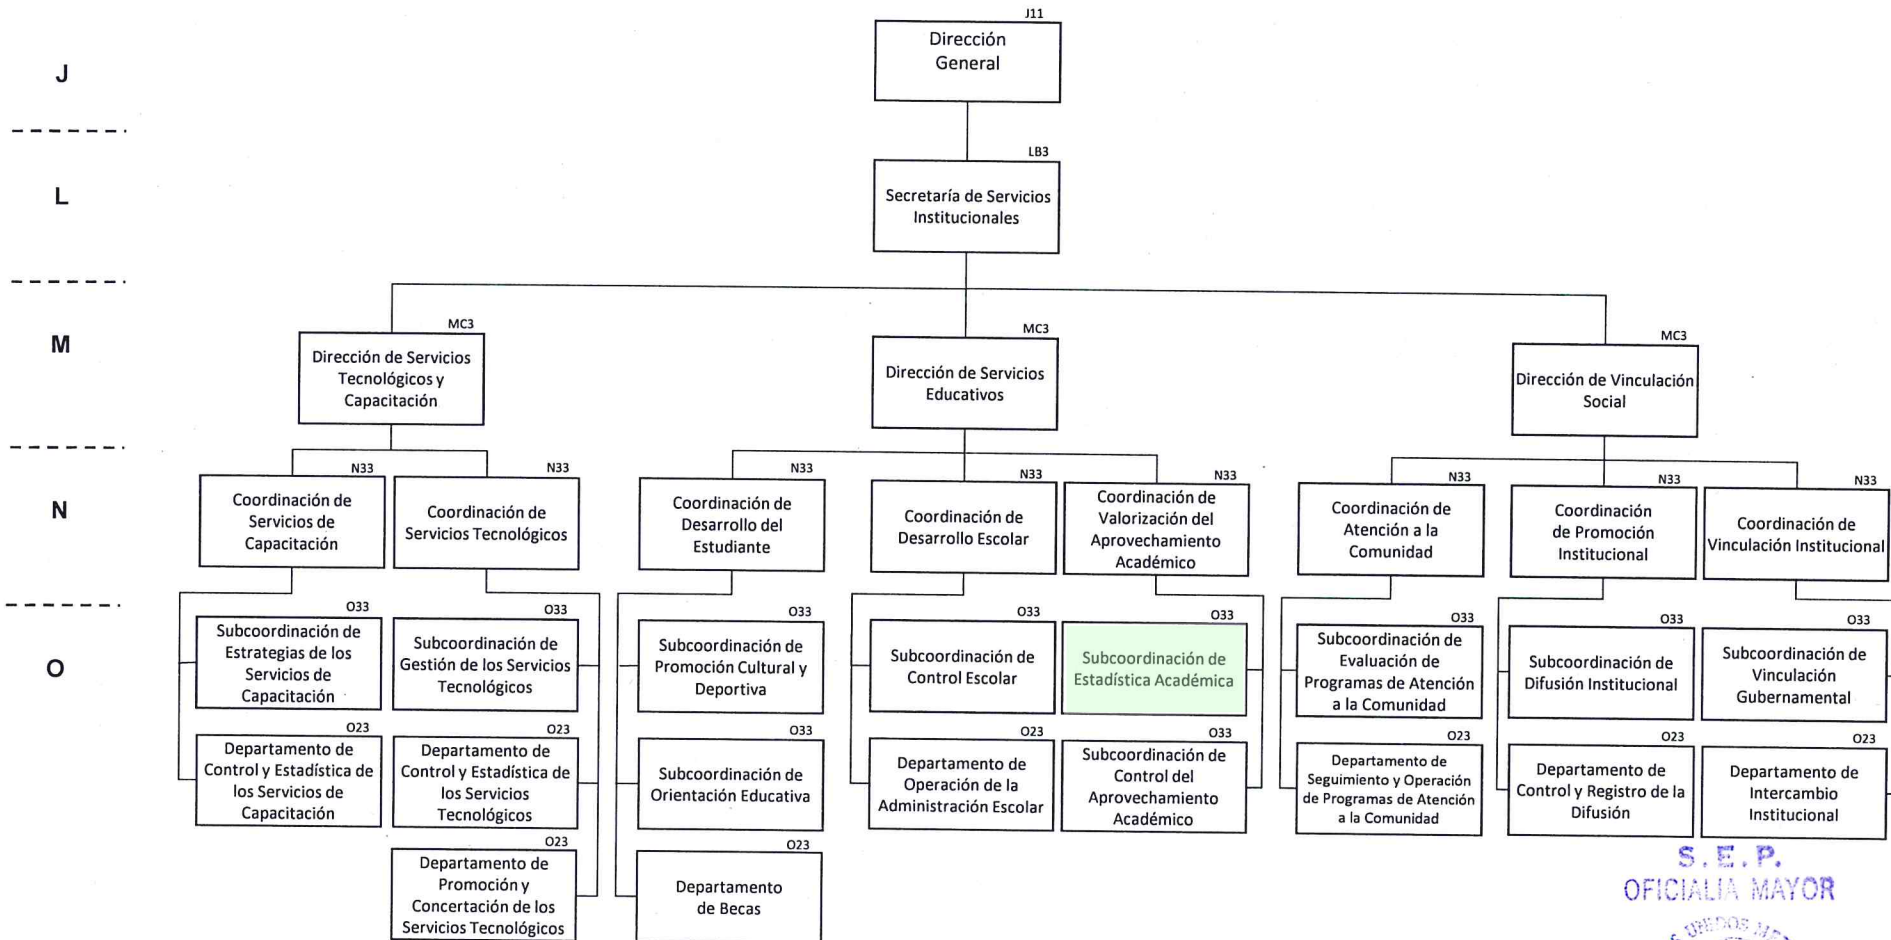 J11
Dirección
General
J
LB3
L
Secretaría de Servicios
Institucionales
M
MC3
Dirección de Servicios
Tecnológicos y
Capacitación
MC3
Dirección de Servicios
Educativos
MC3
Dirección de Vinculación
Social
N
N33
Coordinación de
Servicios de
Capacitación
N33
Coordinación de
Servicios Tecnológicos
N33
Coordinación de
Desarrollo del
Estudiante
N33
Coordinación de
Desarrollo Escolar
N33
Coordinación de
Valorización del
Aprovechamiento
Académico
N33
Coordinación de
Atención a la
Comunidad
N33
Coordinación
de Promoción
Institucional
N33
Coordinación de
Vinculación Institucional
O
O33
Subcoordinación de
Estrategias de los
Servicios de
Capacitación
O33
Subcoordinación de
Gestión de los Servicios
Tecnológicos
O33
Subcoordinación de
Promoción Cultural y
Deportiva
O33
Subcoordinación de
Control Escolar
O33
Subcoordinación de
Estadística Académica
O33
Subcoordinación de
Evaluación de
Programas de Atención
a la Comunidad
O33
Subcoordinación de
Difusión Institucional
O33
Subcoordinación de
Vinculación
Gubernamental
O23
Departamento de
Control y Estadística de
los Servicios de
Capacitación
O23
Departamento de
Control y Estadística de
los Servicios
Tecnológicos
O33
Subcoordinación de
Orientación Educativa
O23
Departamento de
Operación de la
Administración Escolar
O33
Subcoordinación de
Control del
Aprovechamiento
Académico
O23
Departamento de
Seguimiento y Operación
de Programas de Atención
a la Comunidad
O23
Departamento de
Control y Registro de la
Difusión
O23
Departamento de
Intercambio
Institucional
O23
Departamento de
Promoción y
Concertación de los
Servicios Tecnológicos
O23
Departamento
de Becas
S.E.P.
OFICIALIA MAYOR